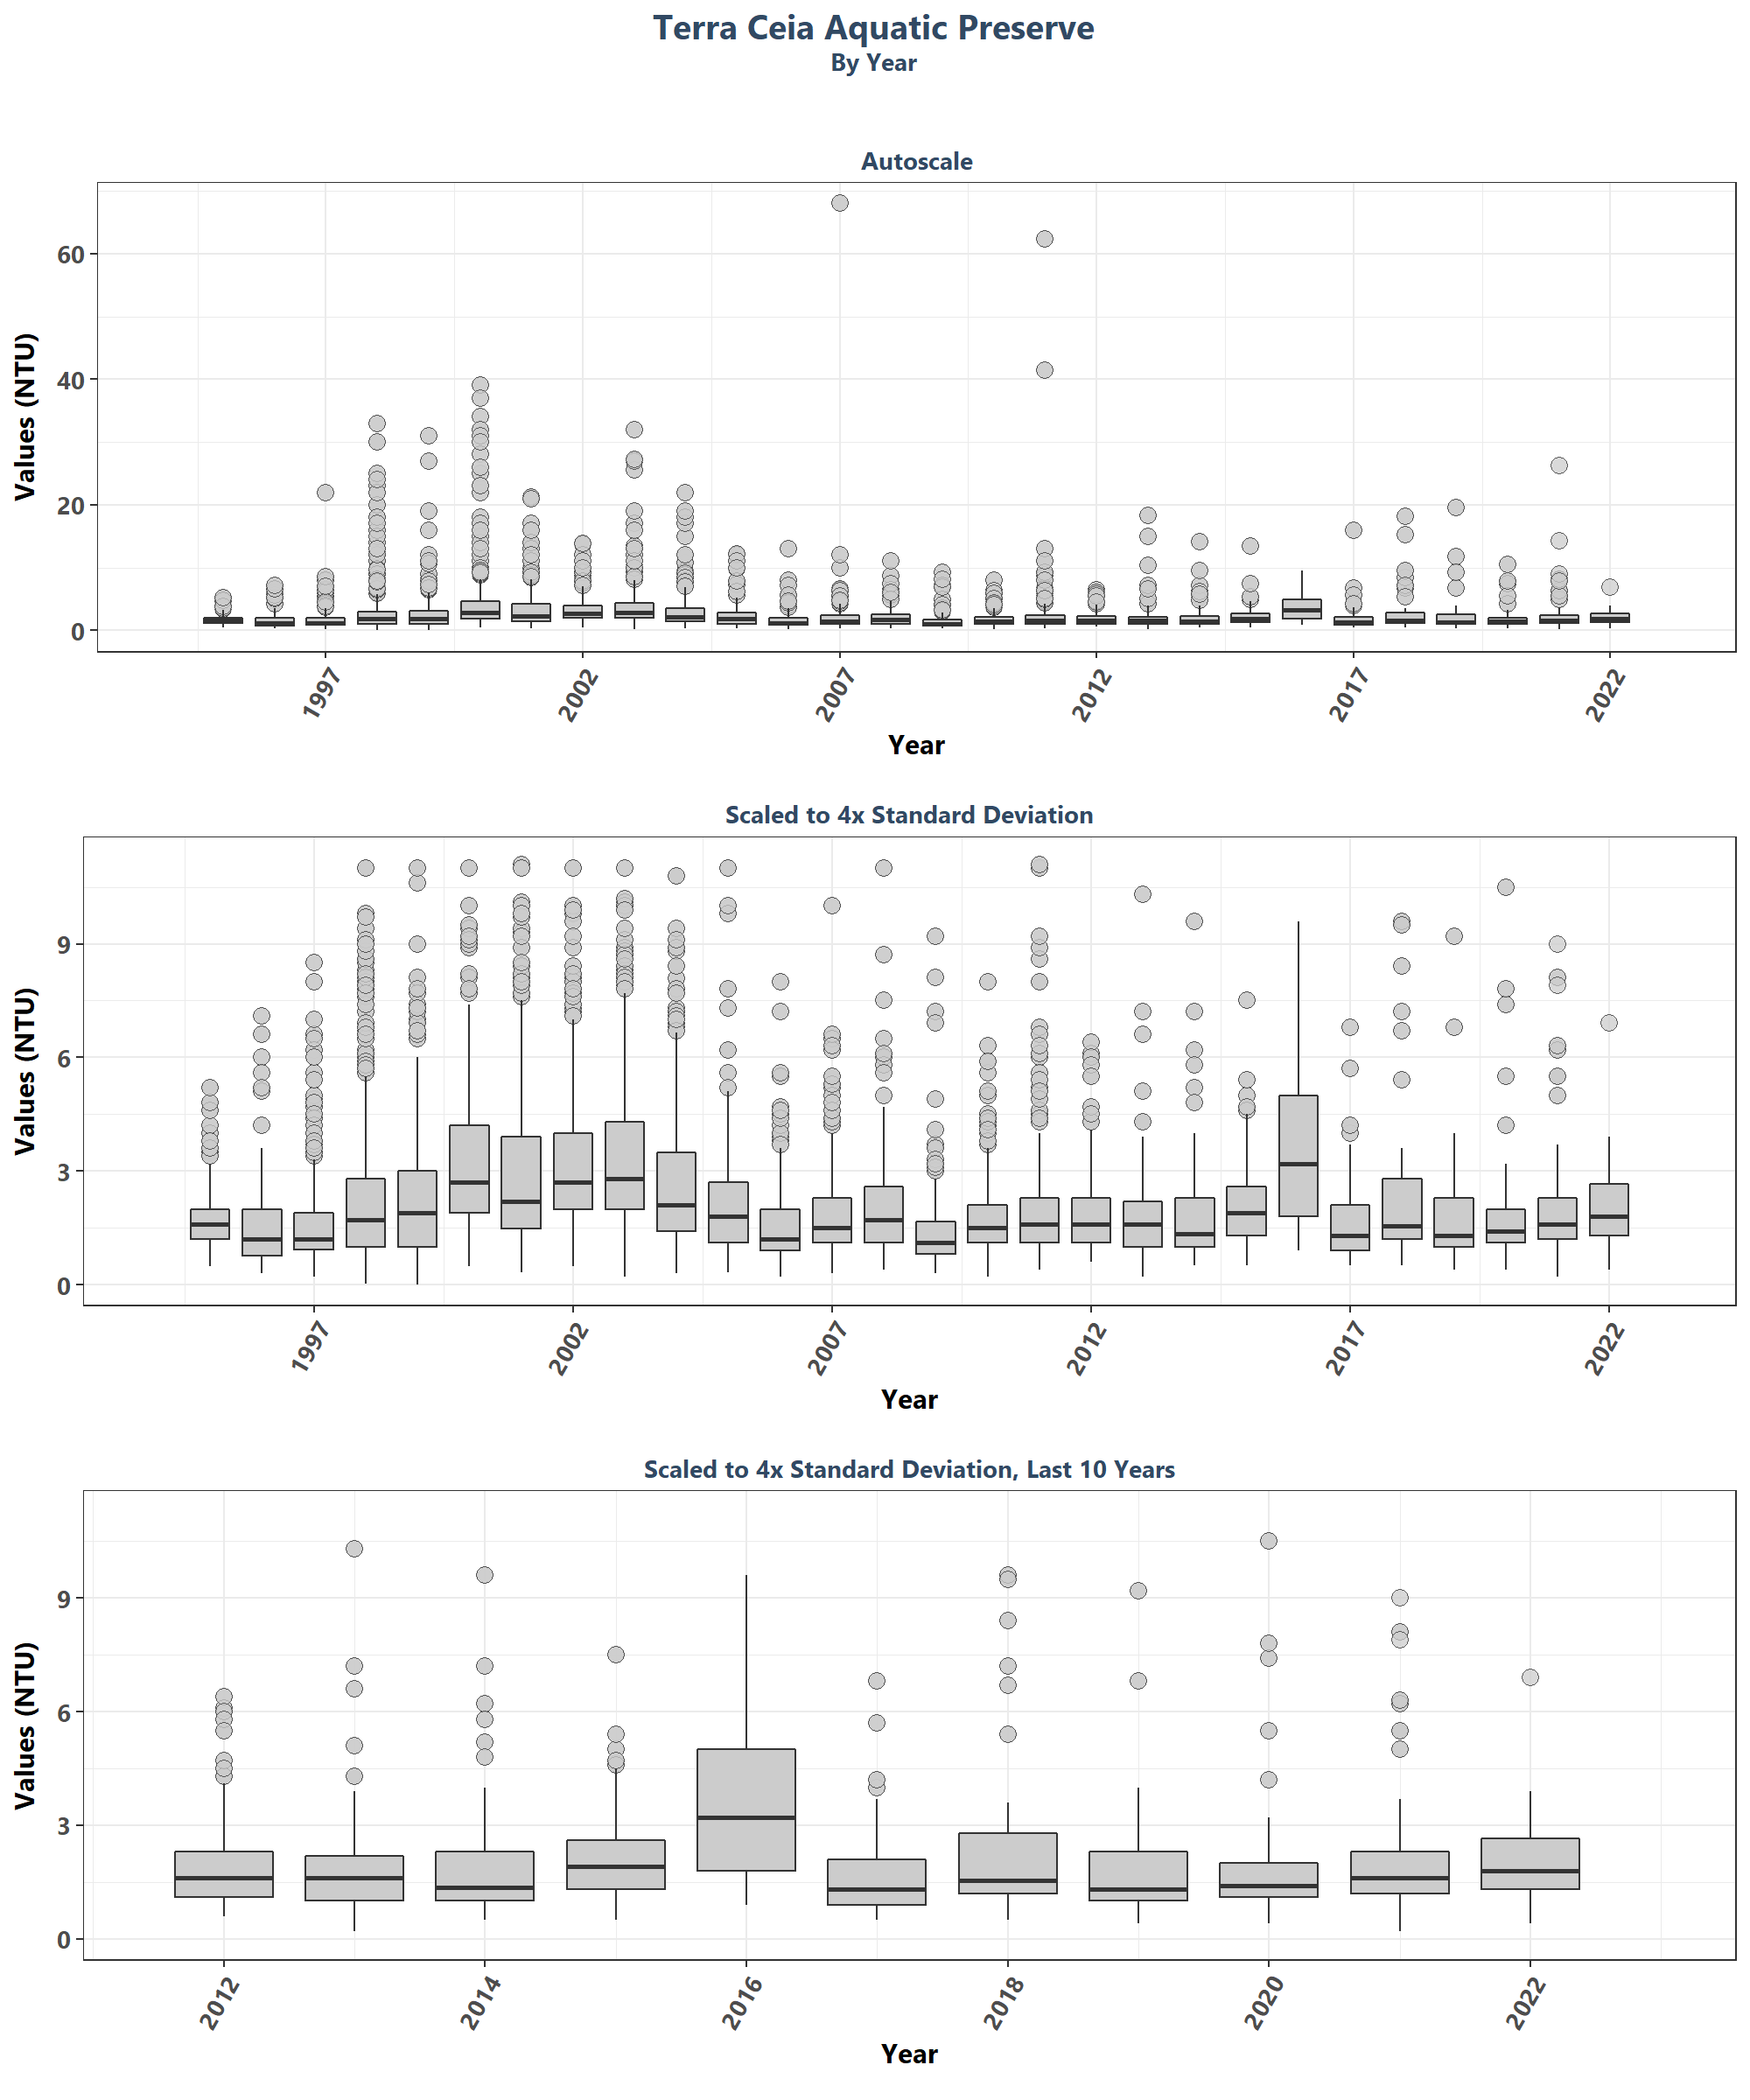 Terra Ceia Aquatic Preserve
By Year
Autoscale
Values (NTU)
60
40
20
0
1997
2002
2007
2012
2017
2022
Year
Scaled to 4x Standard Deviation
Values (NTU)
9
6
3
0
1997
2002
2007
2012
2017
2022
Year
Scaled to 4x Standard Deviation, Last 10 Years
Values (NTU)
9
6
3
0
2012
2014
2016
2018
2020
2022
Year